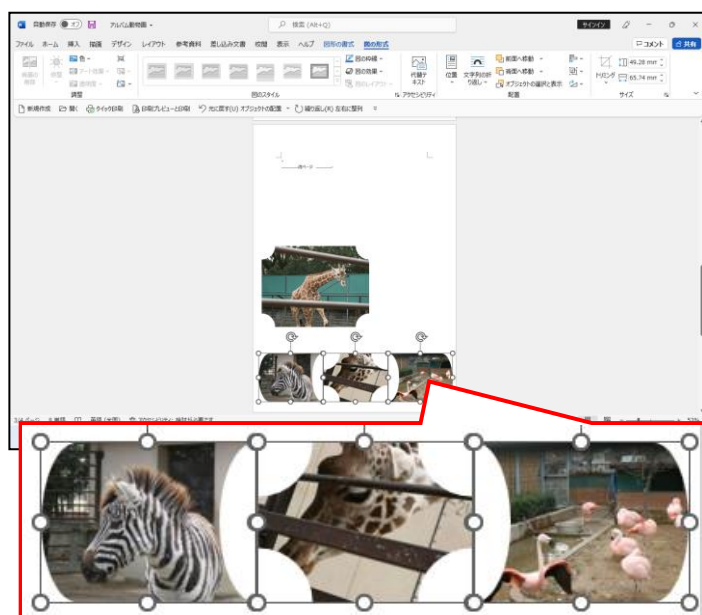 自動保存 オフ アルバム動物園 検索 (Alt+Q) サインイン
ファイル ホーム 挿入 描画 デザイン レイアウト 参考資料 差し込み文書 校閲 表示 ヘルプ 図形の書式 図の形式 コメント 共有
色 図の枠線 前面へ移動 49.28 mm
図の効果 背面へ移動 65.74 mm
代替テキスト 位置 文字列の折り返し オブジェクトの選択と表示 トリミング
調整 図のスタイル アクセシビリティ 配置 サイズ
新規作成 開く クイック印刷 印刷プレビューと印刷 元に戻す(U) オブジェクトの配置 繰り返し(R) 左右に整列